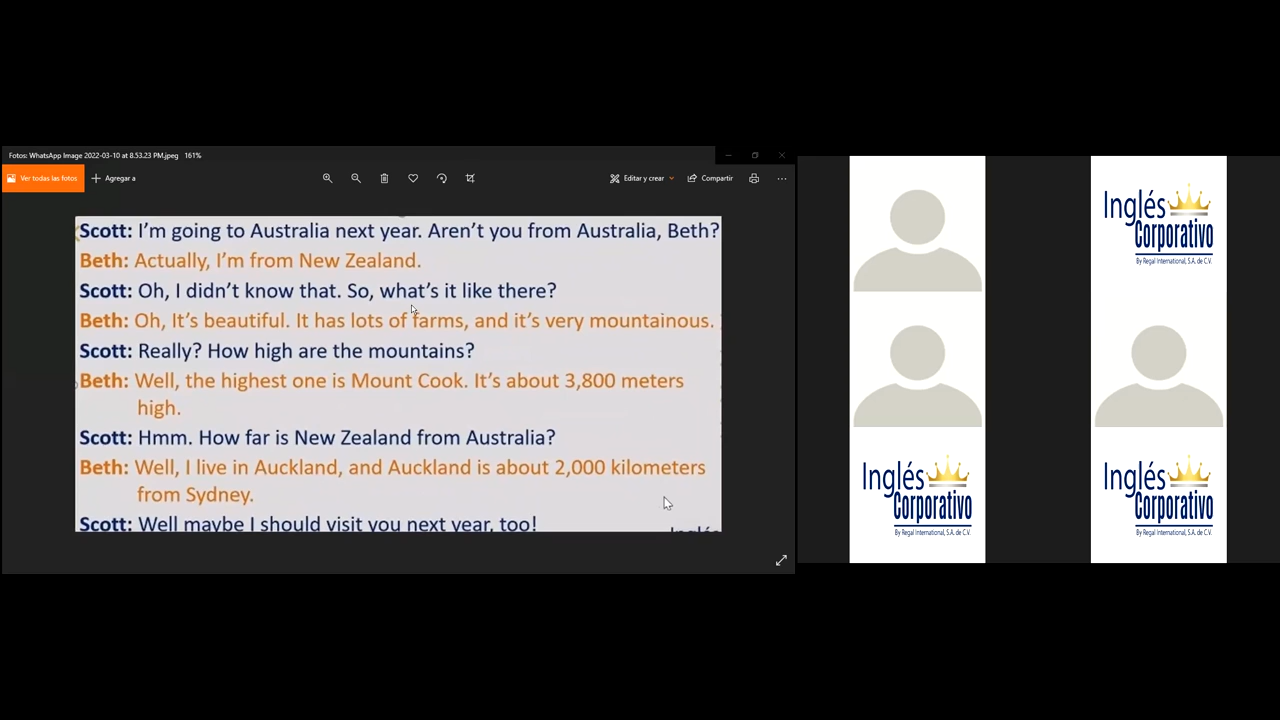 Fotos: WhatsApp Image 2022-03-10 at 8.53.23 PM.jpeg 161%
Ver todas las fotos
Agregar a
Editar y crear
Compartir
Scott: I'm going to Australia next year. Aren't you from Australia, Beth?
Beth: Actually, I'm from New Zealand.
Scott: Oh, I didn't know that. So, what's it like there?
Beth: Oh, It's beautiful. It has lots of farms, and it's very mountainous.
Scott: Really? How high are the mountains?
Beth: Well, the highest one is Mount Cook. It's about 3,800 meters
high.
Scott: Hmm. How far is New Zealand from Australia?
Beth: Well, I live in Auckland, and Auckland is about 2,000 kilometers
from Sydney.
Scott: Well maybe I should visit you next year, too!
Inglés
Inglés
Corporativo
By Regal International, S.A. de C.V.
Inglés
Corporativo
By Regal International, S.A. de C.V.
Inglés
Corporativo
By Regal International, S.A. de C.V.